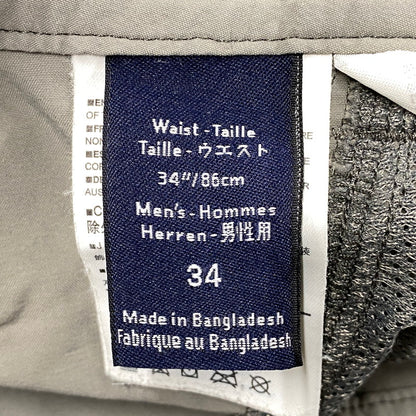 Waist - Taille
Taille - ウエスト
34"/86cm
Men's - Hommes
Herren - 男性用
34
Made in Bangladesh
Fabrique au Bangladesh